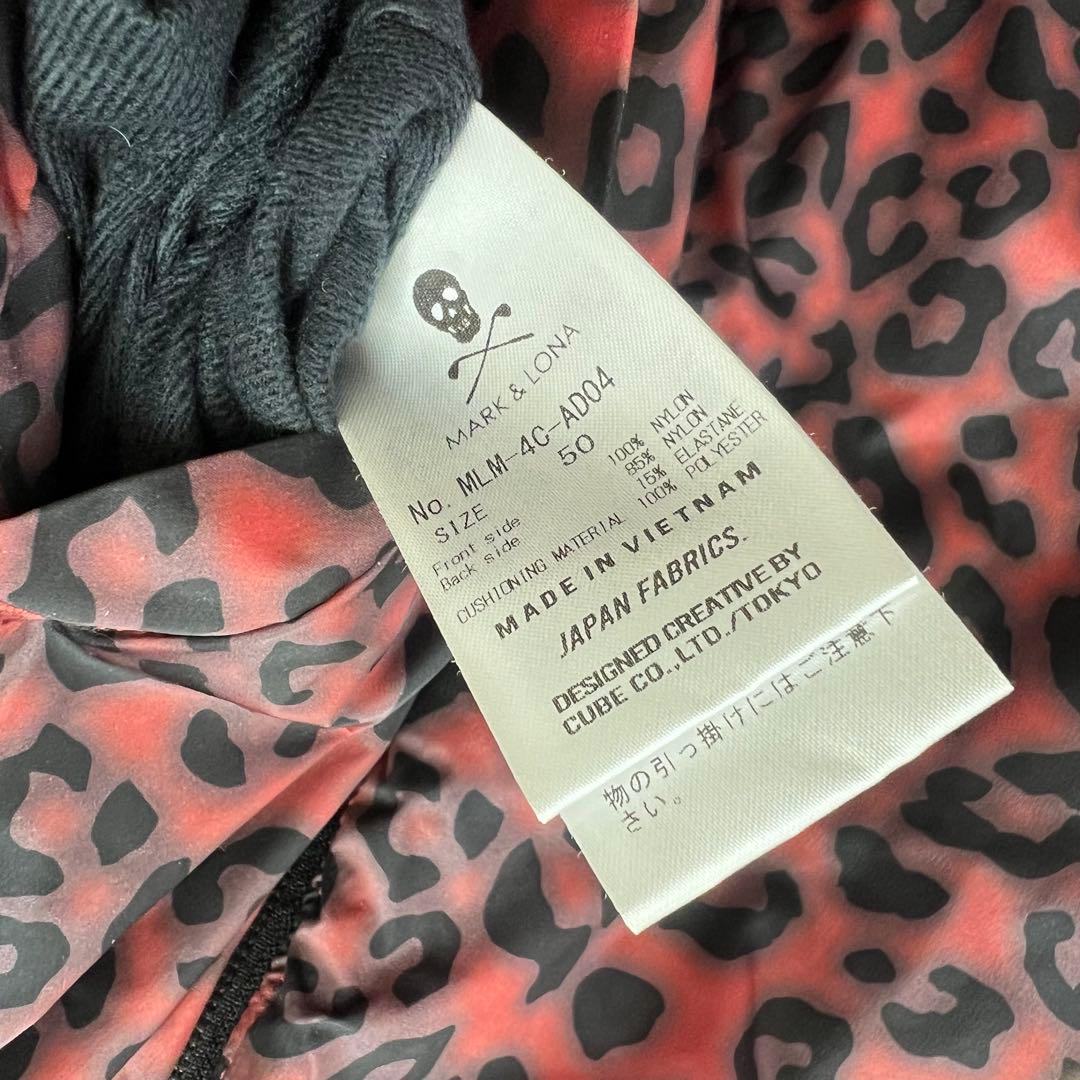 MARK & LONA
No. MLM-4C-AD04
SIZE 50
Front side 100% NYLON
Back side 85% NYLON
15% ELASTANE
CUSHIONING MATERIAL 100% POLYESTER
MADE IN VIETNAM
JAPAN FABRICS.
DESIGNED CREATIVE BY
CUBE CO.,LTD./TOKYO
物の引っ掛けにはご注意下
さい。